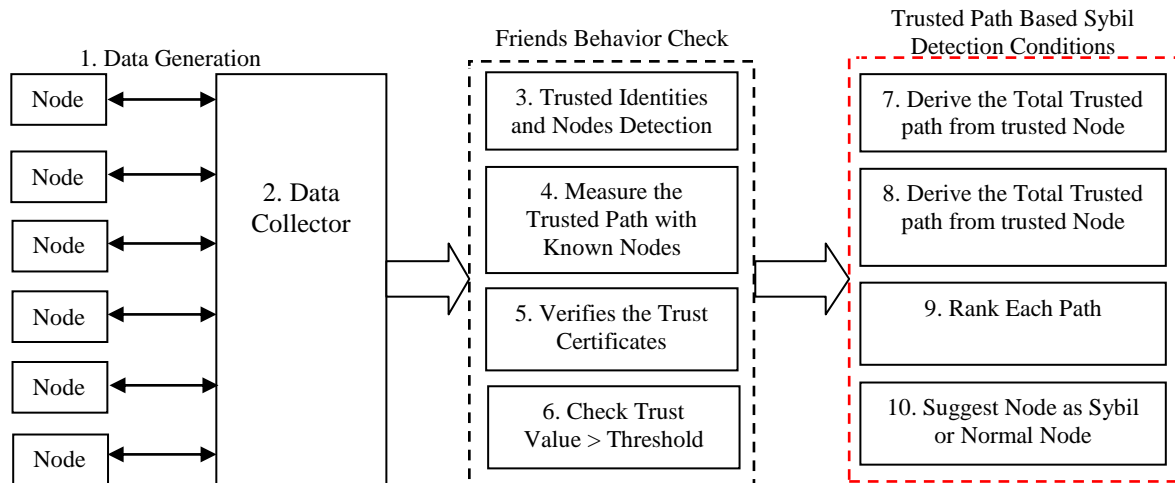 1. Data Generation
Node
Node
Node
Node
Node
Node
2. Data
Collector
Friends Behavior Check
3. Trusted Identities
and Nodes Detection
4. Measure the
Trusted Path with
Known Nodes
5. Verifies the Trust
Certificates
6. Check Trust
Value > Threshold
Trusted Path Based Sybil
Detection Conditions
7. Derive the Total Trusted
path from trusted Node
8. Derive the Total Trusted
path from trusted Node
9. Rank Each Path
10. Suggest Node as Sybil
or Normal Node